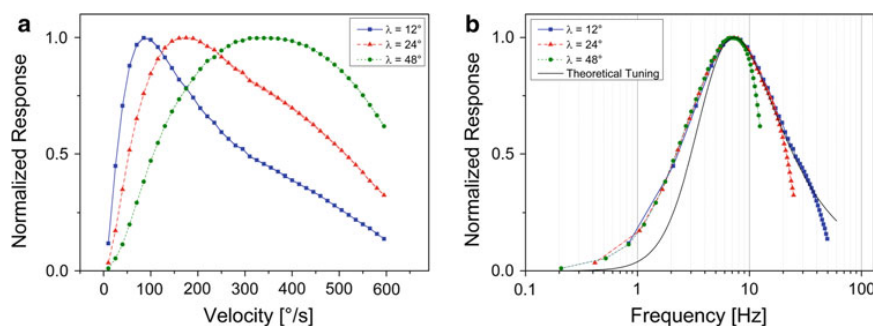 a
Normalized Response
1.0
0.5
0.0
λ = 12°
λ = 24°
λ = 48°
0 100 200 300 400 500 600
Velocity [°/s]
b
Normalized Response
1.0
0.5
0.0
λ = 12°
λ = 24°
λ = 48°
Theoretical Tuning
0.1 1 10 100
Frequency [Hz]